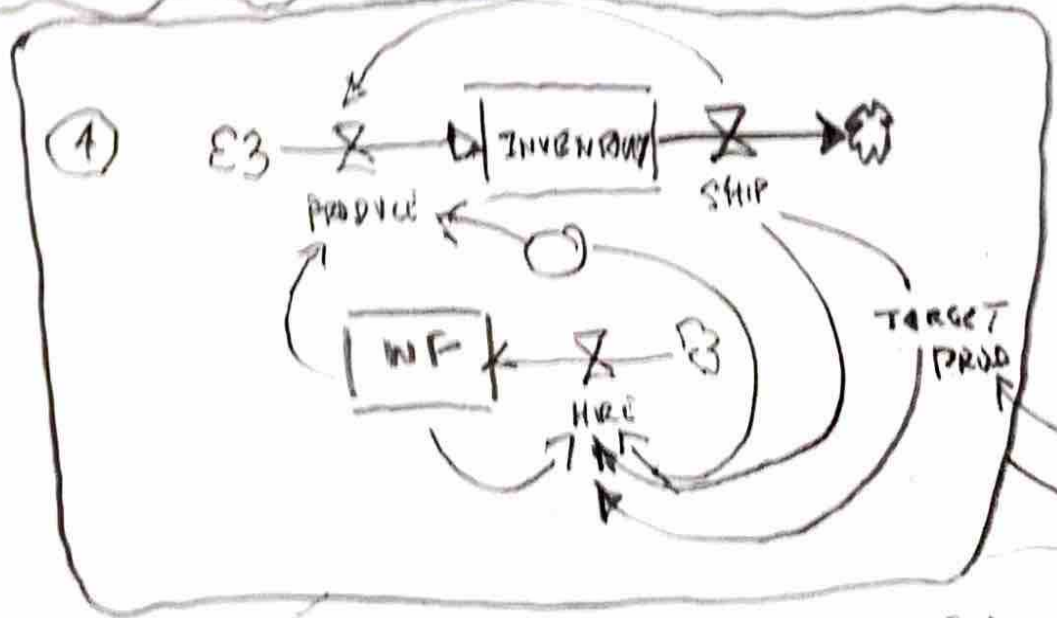 1
INVENTORY
SHIP
PRODUCE
TARGET
PROD
WF
HIRE